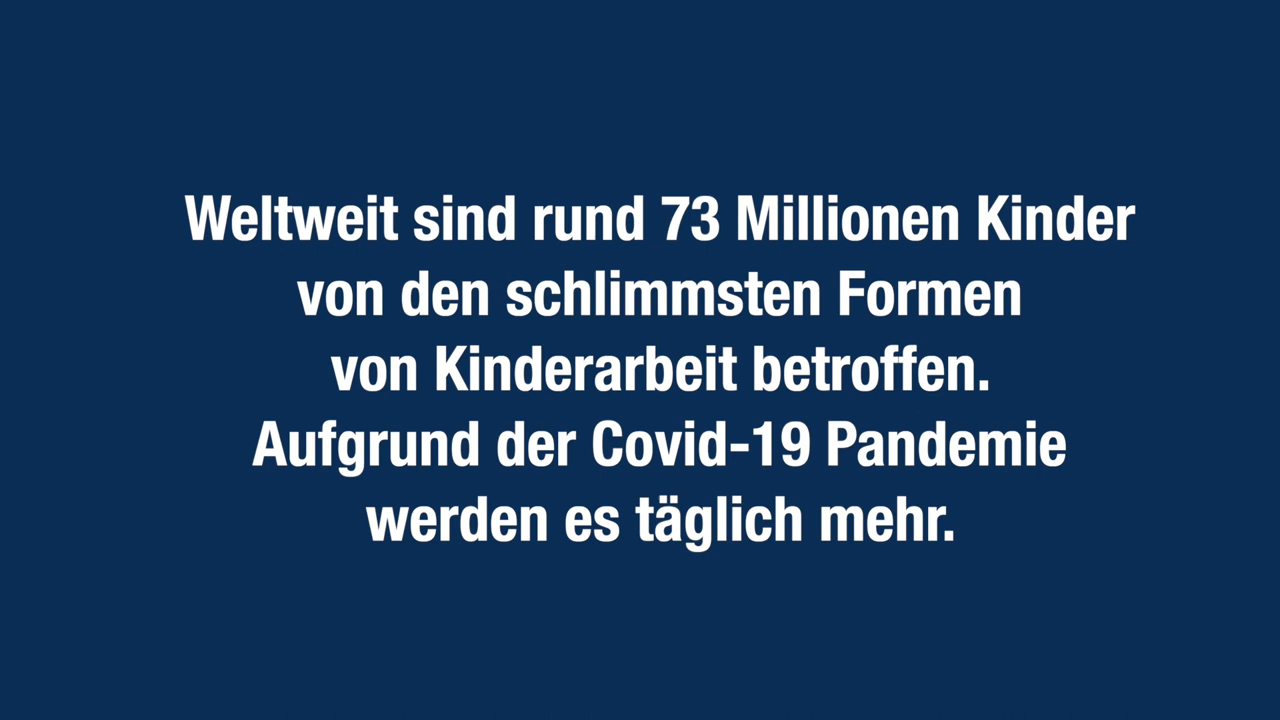 Weltweit sind rund 73 Millionen Kinder
von den schlimmsten Formen
von Kinderarbeit betroffen.
Aufgrund der Covid-19 Pandemie
werden es täglich mehr.